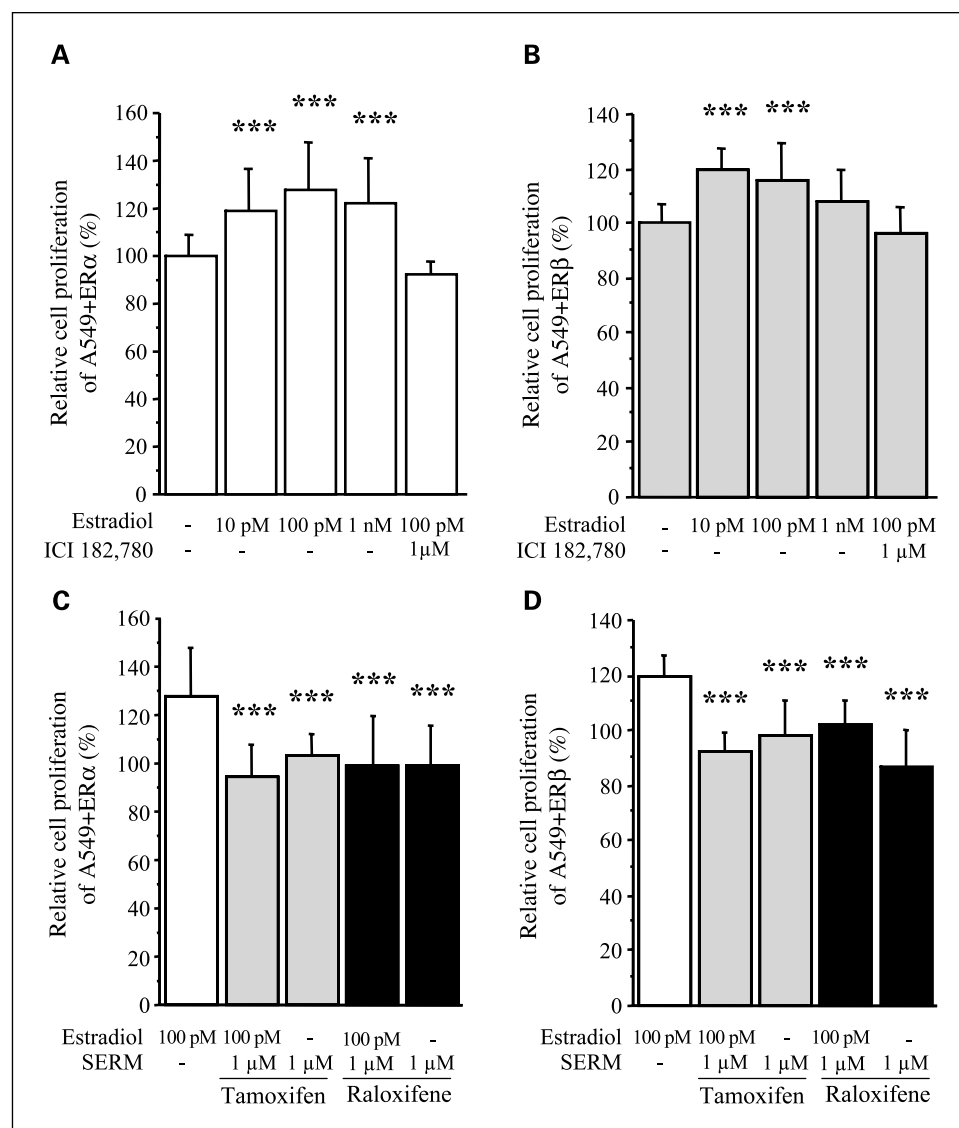 A
Relative cell proliferation
of A549+ERα (%)
160
140
120
100
80
60
40
20
0
*** *** ***
Estradiol - 10 pM 100 pM 1 nM 100 pM
ICI 182,780 - - - - 1μM
B
Relative cell proliferation
of A549+ERβ (%)
140
120
100
80
60
40
20
0
*** ***
Estradiol - 10 pM 100 pM 1 nM 100 pM
ICI 182,780 - - - - 1 μM
C
Relative cell proliferation
of A549+ERα (%)
160
140
120
100
80
60
40
20
0
*** *** *** ***
Estradiol 100 pM 100 pM - 100 pM -
SERM - 1 μM 1 μM 1 μM 1 μM
Tamoxifen Raloxifene
D
Relative cell proliferation
of A549+ERβ (%)
140
120
100
80
60
40
20
0
*** *** *** ***
Estradiol 100 pM 100 pM - 100 pM -
SERM - 1 μM 1 μM 1 μM 1 μM
Tamoxifen Raloxifene